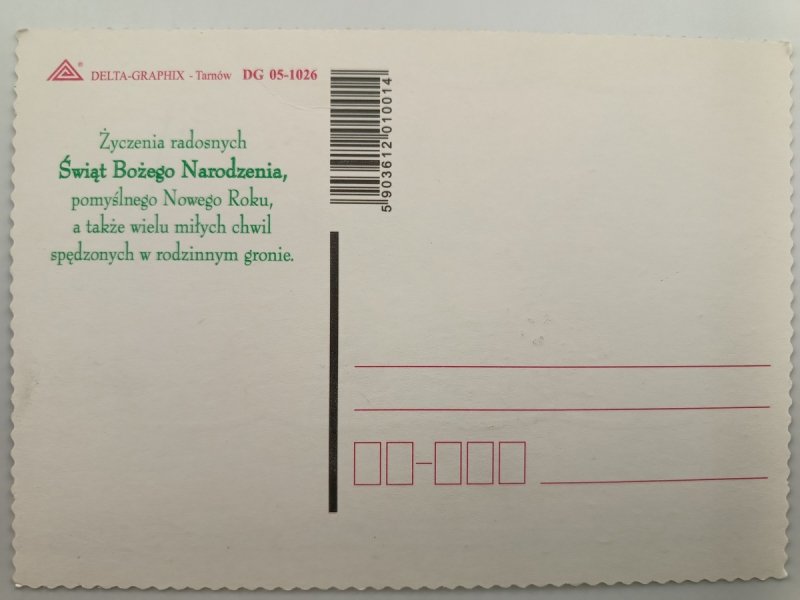 DELTA-GRAPHIX - Tarnów DG 05-1026
Życzenia radosnych
Świąt Bożego Narodzenia,
pomyślnego Nowego Roku,
a także wielu miłych chwil
spędzonych w rodzinnym gronie.
5 903612 010014